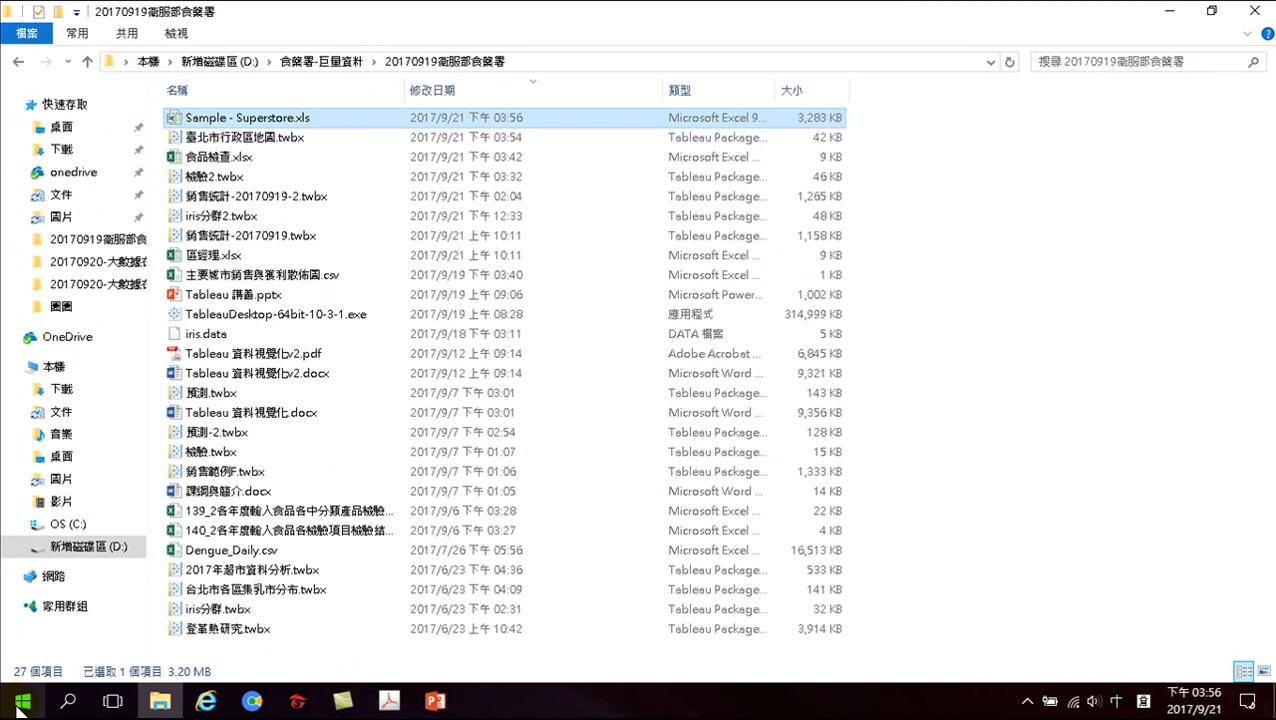 20170919衛服部食藥署
檔案 常用 共用 檢視
本機 新增磁碟區 (D:) 食藥署-巨量資料 20170919衛服部食藥署 搜尋 20170919衛服部食藥署
名稱 修改日期 類型 大小
快速存取
桌面
下載
onedrive
文件
圖片
20170919衛服部食
20170920-大數據在
20170920-大數據在
圈圈
OneDrive
本機
下載
文件
音樂
桌面
圖片
影片
OS (C:)
新增磁碟區 (D:)
網路
家用群組
Sample - Superstore.xls 2017/9/21 下午 03:56 Microsoft Excel 9... 3,283 KB
臺北市行政區地圖.twbx 2017/9/21 下午 03:54 Tableau Package... 42 KB
食品檢查.xlsx 2017/9/21 下午 03:42 Microsoft Excel ... 9 KB
檢驗2.twbx 2017/9/21 下午 03:32 Tableau Package... 46 KB
銷售統計-20170919-2.twbx 2017/9/21 下午 02:04 Tableau Package... 1,265 KB
iris分群2.twbx 2017/9/21 下午 12:33 Tableau Package... 48 KB
銷售統計-20170919.twbx 2017/9/21 上午 10:11 Tableau Package... 1,158 KB
區經理.xlsx 2017/9/21 上午 10:11 Microsoft Excel ... 9 KB
主要城市銷售與獲利散佈圖.csv 2017/9/19 下午 03:40 Microsoft Excel ... 1 KB
Tableau 講義.pptx 2017/9/19 上午 09:06 Microsoft Power... 1,002 KB
TableauDesktop-64bit-10-3-1.exe 2017/9/19 上午 08:28 應用程式 314,999 KB
iris.data 2017/9/18 下午 03:11 DATA 檔案 5 KB
Tableau 資料視覺化v2.pdf 2017/9/12 上午 09:14 Adobe Acrobat ... 6,845 KB
Tableau 資料視覺化v2.docx 2017/9/12 上午 09:14 Microsoft Word ... 9,321 KB
預測.twbx 2017/9/7 下午 03:01 Tableau Package... 143 KB
Tableau 資料視覺化.docx 2017/9/7 下午 03:01 Microsoft Word ... 9,356 KB
預測-2.twbx 2017/9/7 下午 02:54 Tableau Package... 128 KB
檢驗.twbx 2017/9/7 下午 01:07 Tableau Package... 15 KB
銷售範例F.twbx 2017/9/7 下午 01:06 Tableau Package... 1,333 KB
課綱與簡介.docx 2017/9/7 下午 01:05 Microsoft Word ... 14 KB
139_2各年度輸入食品各中分類產品檢驗... 2017/9/6 下午 03:28 Microsoft Excel ... 22 KB
140_2各年度輸入食品各檢驗項目檢驗結... 2017/9/6 下午 03:27 Microsoft Excel ... 4 KB
Dengue_Daily.csv 2017/7/26 下午 05:56 Microsoft Excel ... 16,513 KB
2017年超市資料分析.twbx 2017/6/23 下午 04:36 Tableau Package... 533 KB
台北市各區集乳市分布.twbx 2017/6/23 下午 04:09 Tableau Package... 141 KB
iris分群.twbx 2017/6/23 下午 02:31 Tableau Package... 32 KB
登革熱研究.twbx 2017/6/23 上午 10:42 Tableau Package... 3,914 KB
27 個項目 已選取 1 個項目 3.20 MB
中 下午 03:56
2017/9/21